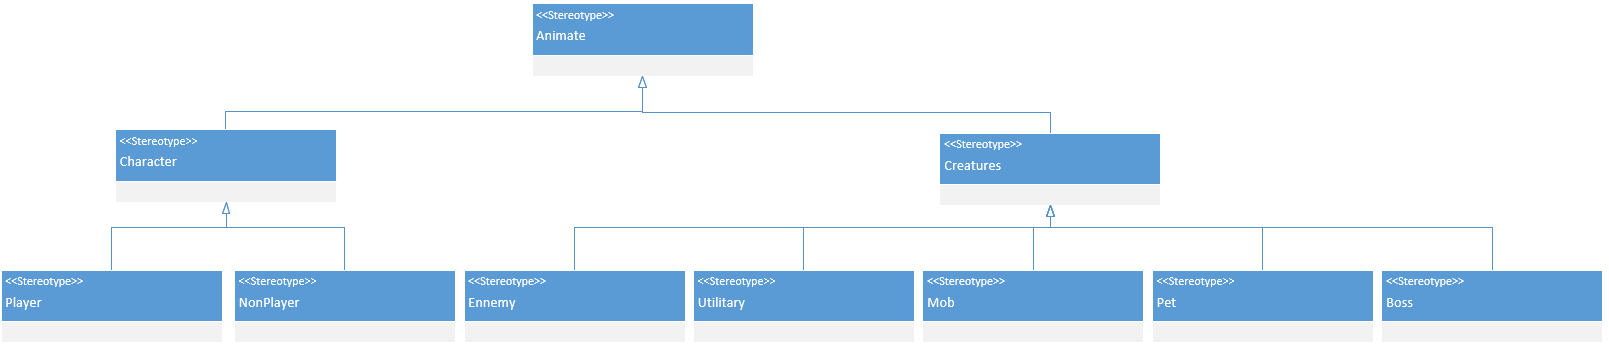 <<Stereotype>>
Animate
<<Stereotype>>
Character
<<Stereotype>>
Creatures
<<Stereotype>>
Player
<<Stereotype>>
NonPlayer
<<Stereotype>>
Ennemy
<<Stereotype>>
Utilitary
<<Stereotype>>
Mob
<<Stereotype>>
Pet
<<Stereotype>>
Boss